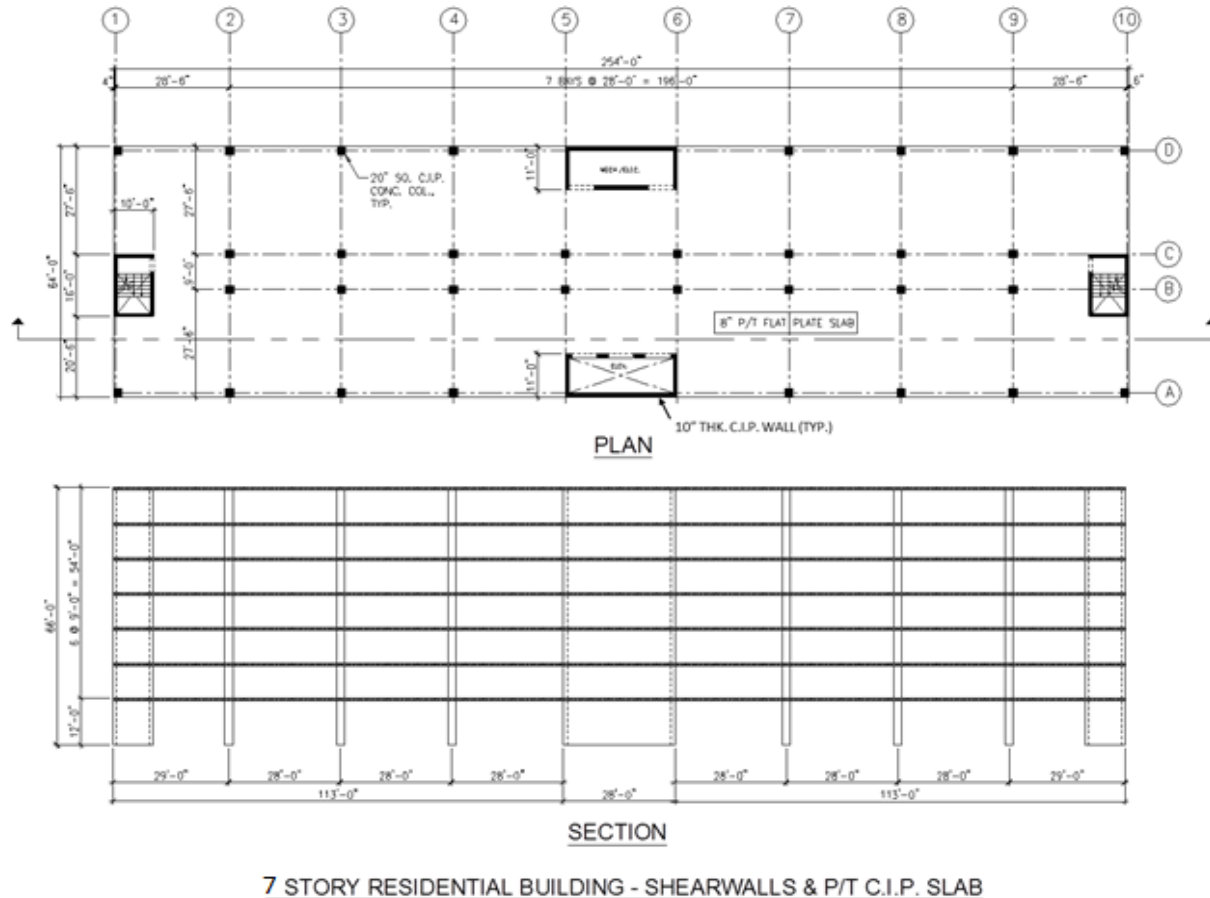 1 2 3 4 5 6 7 8 9 10
254'-0"
4" 28'-6" 7 BAYS @ 28'-0" = 196'-0" 28'-6" 6"
D
11'-0"
MECH./ELEC.
20" SQ. C.I.P.
CONC. COL.,
TYP.
27'-6" 27'-6"
10'-0"
C
64'-0" 16'-0" 9'-0"
B
8" P/T FLAT PLATE SLAB
20'-6" 27'-6"
11'-0"
ELEV.
A
10" THK. C.I.P. WALL (TYP.)
PLAN
66'-0"
6 @ 9'-0" = 54'-0"
12'-0"
29'-0" 28'-0" 28'-0" 28'-0" 28'-0" 28'-0" 28'-0" 29'-0"
113'-0" 28'-0" 113'-0"
SECTION
7 STORY RESIDENTIAL BUILDING - SHEARWALLS & P/T C.I.P. SLAB